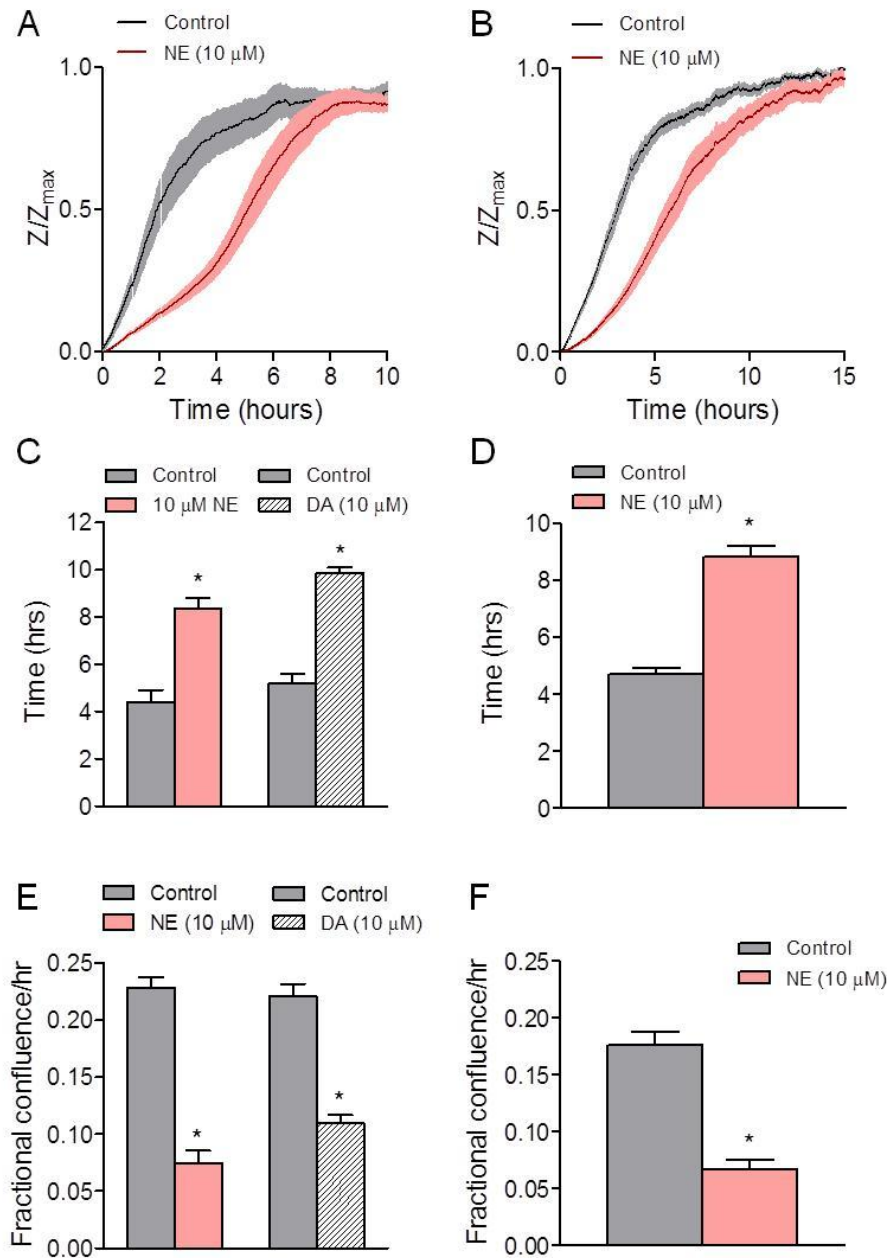 A
Control
NE (10 μM)
1.0
0.5
0.0
Z/Zmax
0 2 4 6 8 10
Time (hours)
B
Control
NE (10 μM)
1.0
0.5
0.0
Z/Zmax
0 5 10 15
Time (hours)
C
Control Control
10 μM NE DA (10 μM)
12
10
8
6
4
2
0
Time (hrs)
* *
D
Control
NE (10 μM)
10
8
6
4
2
0
Time (hrs)
*
E
Control Control
NE (10 μM) DA (10 μM)
0.25
0.20
0.15
0.10
0.05
0.00
Fractional confluence/hr
* *
F
Control
NE (10 μM)
0.25
0.20
0.15
0.10
0.05
0.00
Fractional confluence/hr
*